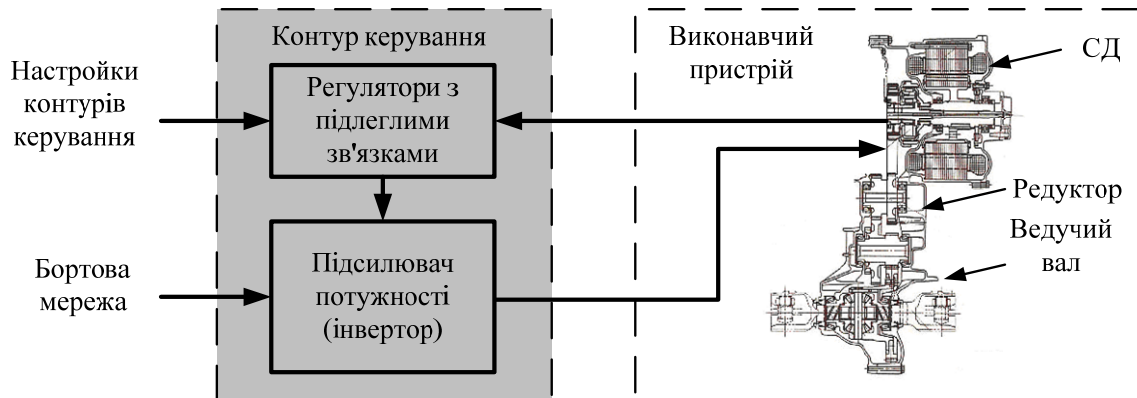 Настройки
контурів
керування
Бортова
мережа
Контур керування
Регулятори з
підлеглими
зв'язками
Підсилювач
потужності
(інвертор)
Виконавчий
пристрій
СД
Редуктор
Ведучий
вал